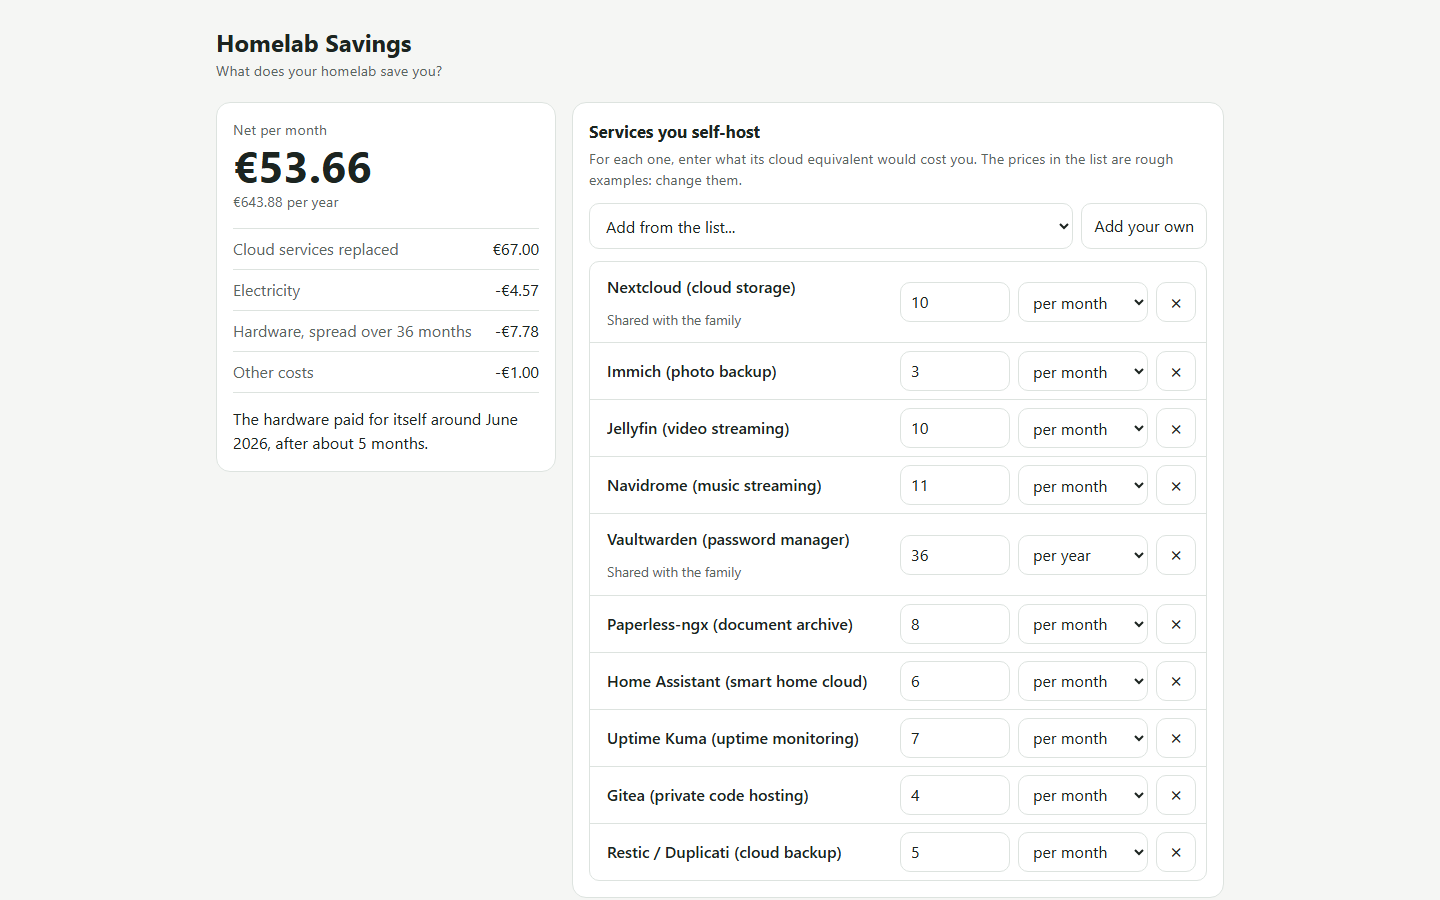 Homelab Savings
What does your homelab save you?
Net per month
€53.66
€643.88 per year
Cloud services replaced €67.00
Electricity -€4.57
Hardware, spread over 36 months -€7.78
Other costs -€1.00
The hardware paid for itself around June
2026, after about 5 months.
Services you self-host
For each one, enter what its cloud equivalent would cost you. The prices in the list are rough
examples: change them.
Add from the list... Add your own
Nextcloud (cloud storage) 10 per month ×
Shared with the family
Immich (photo backup) 3 per month ×
Jellyfin (video streaming) 10 per month ×
Navidrome (music streaming) 11 per month ×
Vaultwarden (password manager) 36 per year ×
Shared with the family
Paperless-ngx (document archive) 8 per month ×
Home Assistant (smart home cloud) 6 per month ×
Uptime Kuma (uptime monitoring) 7 per month ×
Gitea (private code hosting) 4 per month ×
Restic / Duplicati (cloud backup) 5 per month ×